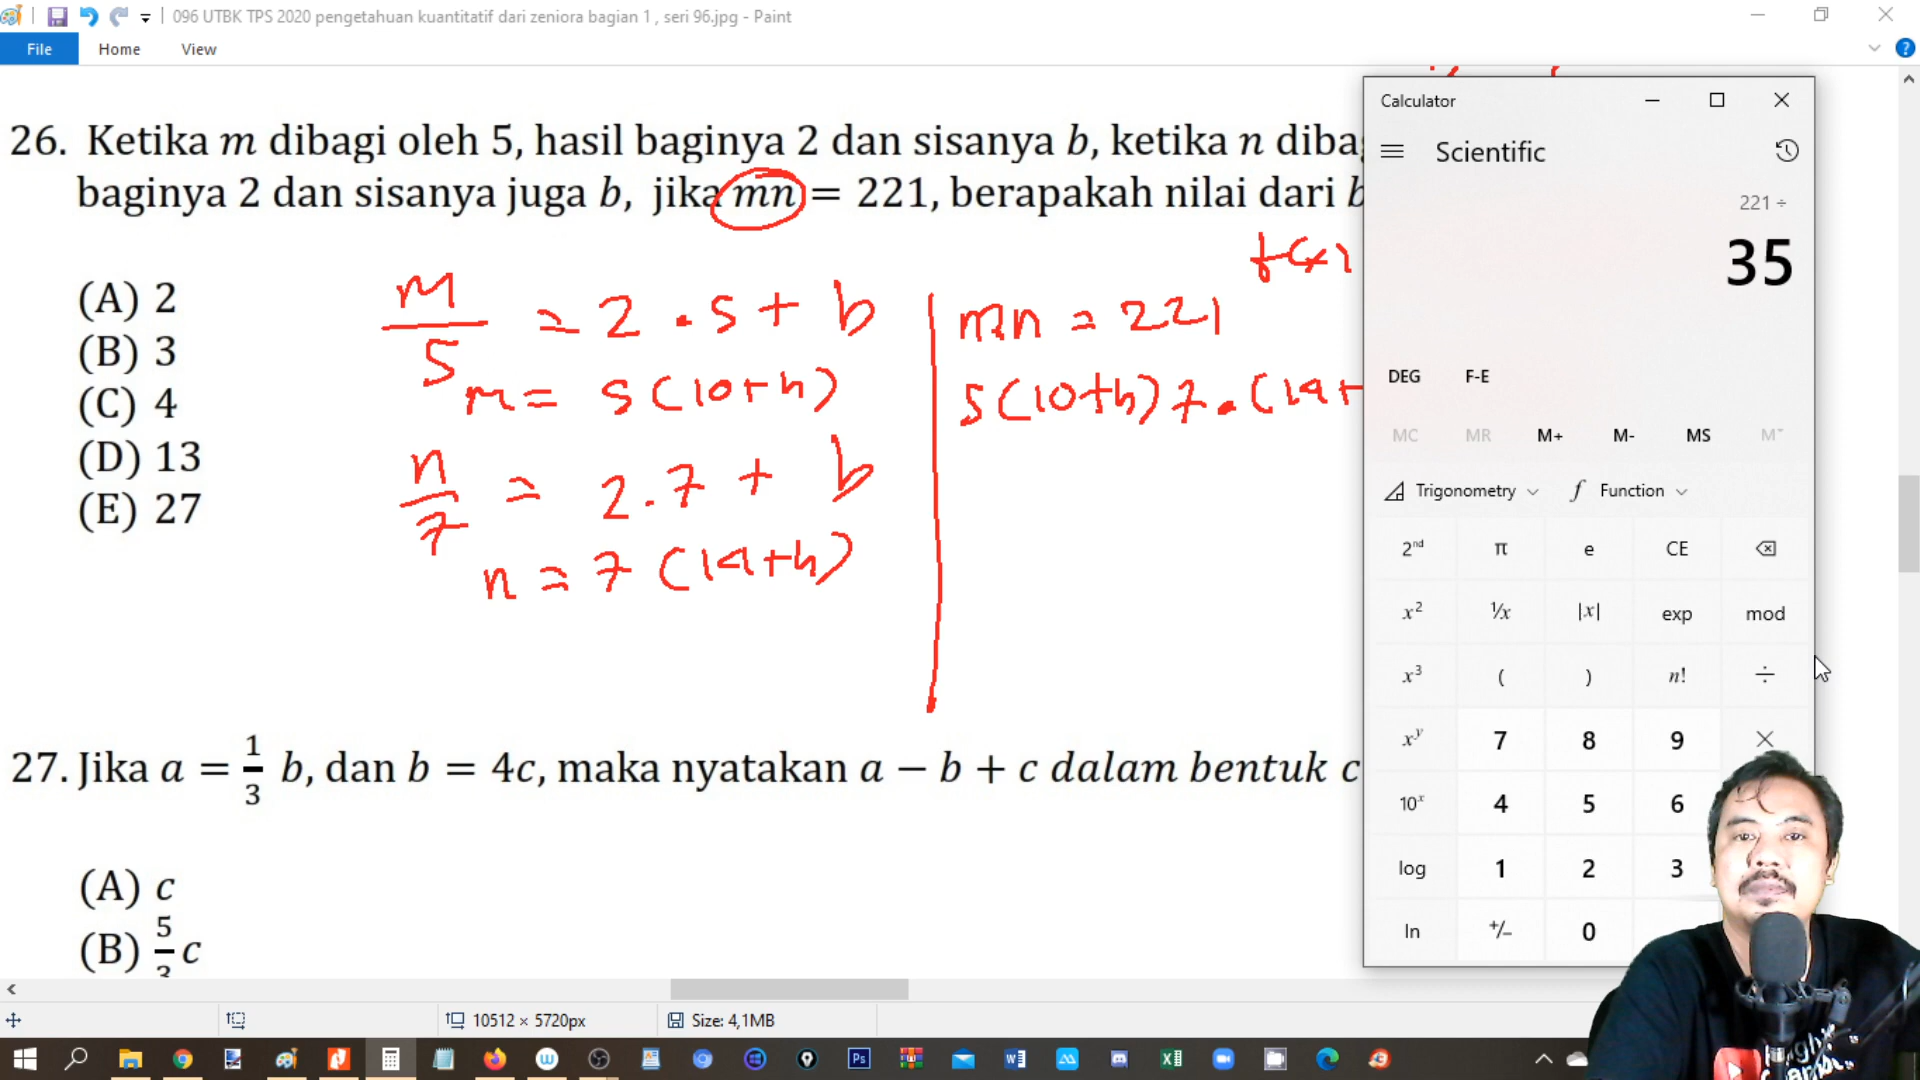 096 UTBK TPS 2020 pengetahuan kuantitatif dari zeniora bagian 1 , seri 96.jpg - Paint
File Home View
26. Ketika m dibagi oleh 5, hasil baginya 2 dan sisanya b, ketika n dibag
baginya 2 dan sisanya juga b, jika mn = 221, berapakah nilai dari b
(A) 2
(B) 3
(C) 4
(D) 13
(E) 27
m/5 = 2 . 5 + b
m = 5 (10+b)
n/7 = 2 . 7 + b
n = 7 (14+b)
f(x)
mn = 221
5(10+b) 7 . (14+
27. Jika a = 1/3 b, dan b = 4c, maka nyatakan a − b + c dalam bentuk c
(A) c
(B) 5/3 c
Calculator
Scientific
221 ÷
35
DEG F-E
MC MR M+ M- MS M˅
Trigonometry f Function
2ⁿᵈ π e CE
x² ¹/x |x| exp mod
x³ ( ) n! ÷
xʸ 7 8 9 ×
10ˣ 4 5 6
log 1 2 3
ln +/− 0
10512 × 5720px
Size: 4,1MB